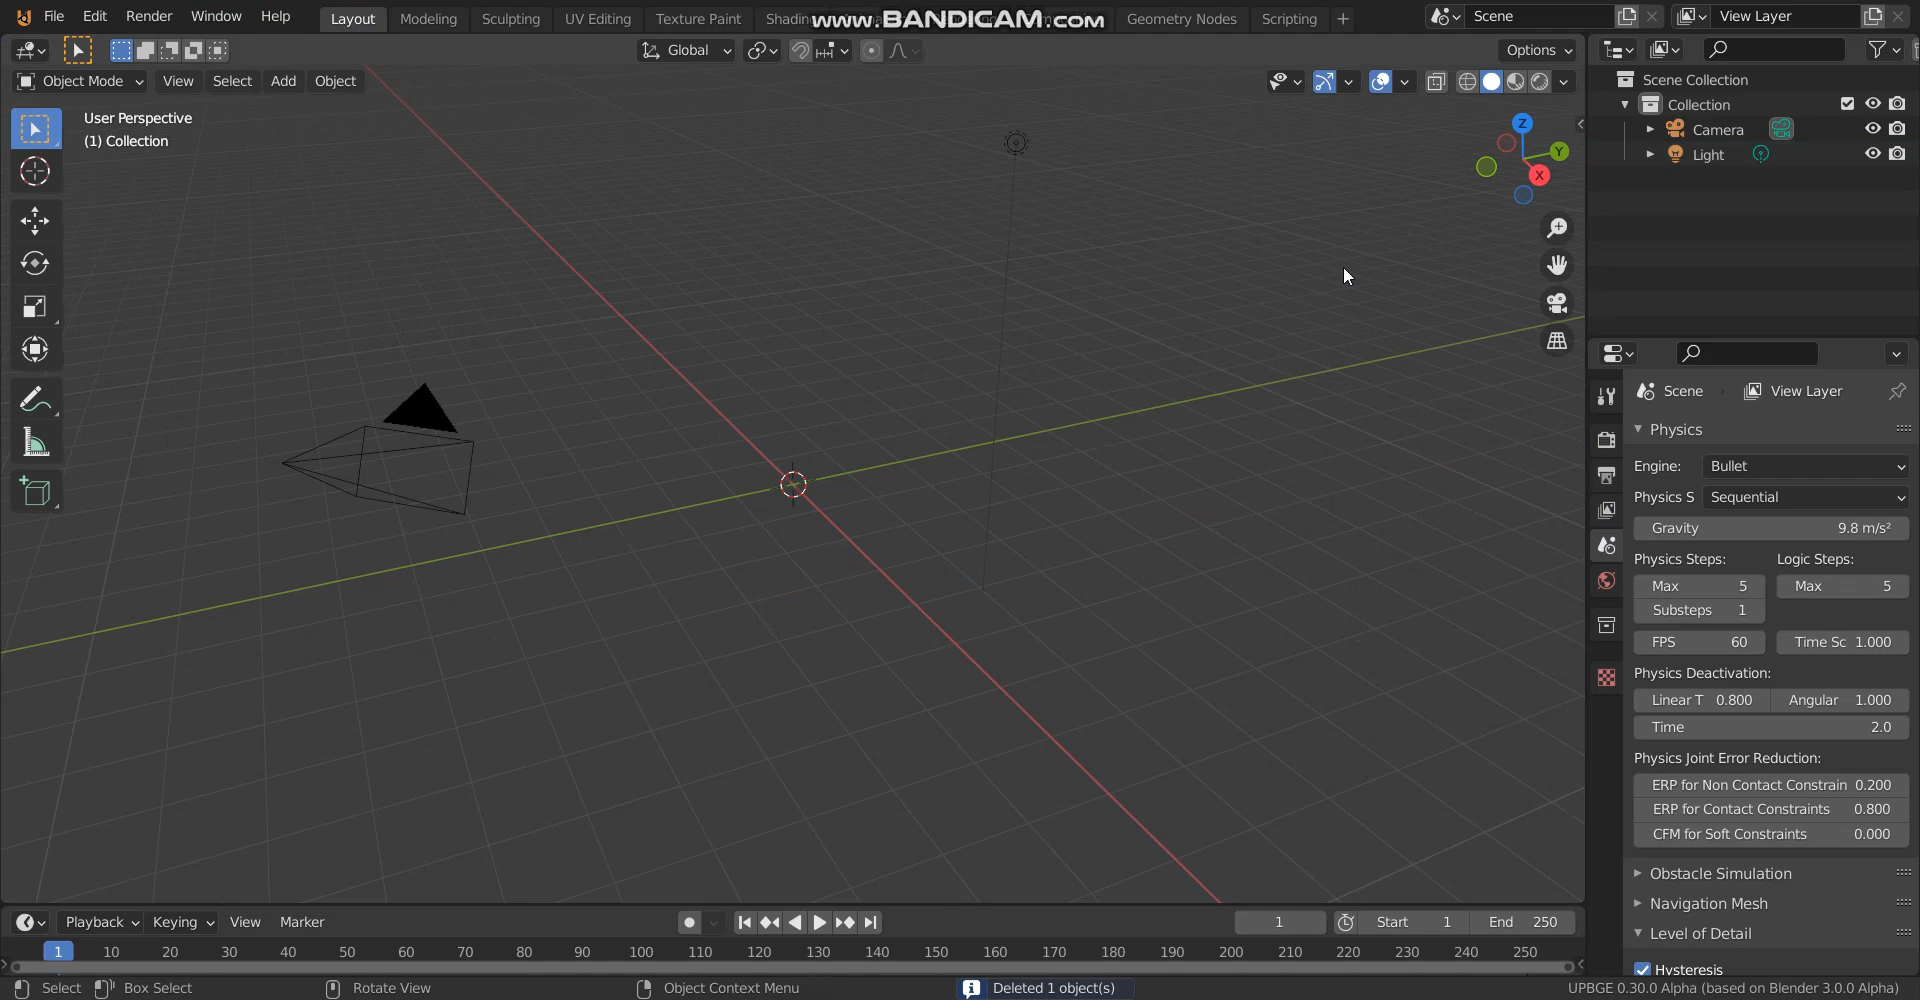 File Edit Render Window Help
Layout Modeling Sculpting UV Editing Texture Paint Shading
www.BANDICAM.com
Geometry Nodes Scripting +
Scene
View Layer
Global
Options
Object Mode View Select Add Object
User Perspective
(1) Collection
Z
Y
X
Scene Collection
Collection
Camera
Light
Scene View Layer
Physics
Engine: Bullet
Physics S Sequential
Gravity 9.8 m/s²
Physics Steps: Logic Steps:
Max 5 Max 5
Substeps 1
FPS 60 Time Sc 1.000
Physics Deactivation:
Linear T 0.800 Angular 1.000
Time 2.0
Physics Joint Error Reduction:
ERP for Non Contact Constrain 0.200
ERP for Contact Constraints 0.800
CFM for Soft Constraints 0.000
Obstacle Simulation
Navigation Mesh
Level of Detail
Hysteresis
Playback Keying View Marker
1 Start 1 End 250
1 10 20 30 40 50 60 70 80 90 100 110 120 130 140 150 160 170 180 190 200 210 220 230 240 250
Select Box Select Rotate View Object Context Menu Deleted 1 object(s) UPBGE 0.30.0 Alpha (based on Blender 3.0.0 Alpha)